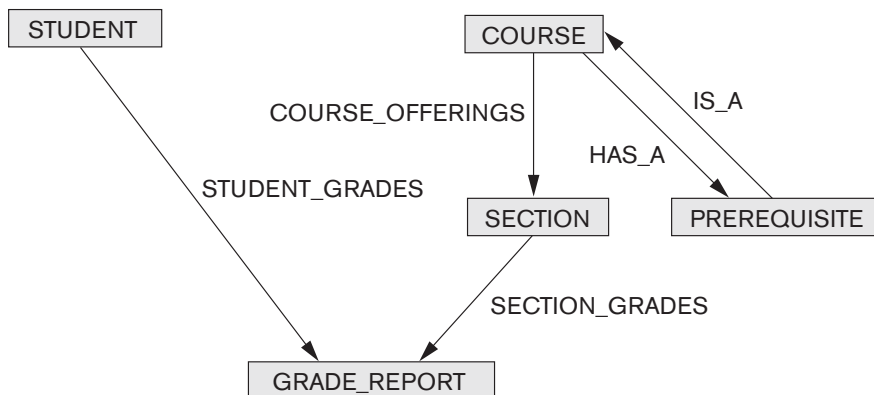 STUDENT
COURSE
IS_A
COURSE_OFFERINGS
HAS_A
STUDENT_GRADES
SECTION
PREREQUISITE
SECTION_GRADES
GRADE_REPORT